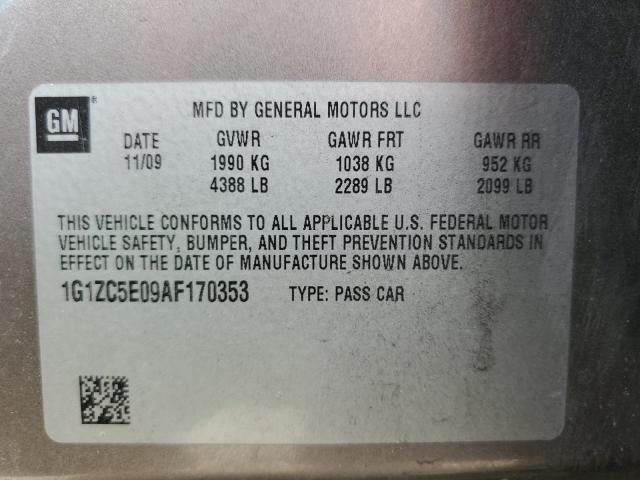 GM
MFD BY GENERAL MOTORS LLC
DATE GVWR GAWR FRT GAWR RR
11/09 1990 KG 1038 KG 952 KG
4388 LB 2289 LB 2099 LB
THIS VEHICLE CONFORMS TO ALL APPLICABLE U.S. FEDERAL MOTOR
VEHICLE SAFETY, BUMPER, AND THEFT PREVENTION STANDARDS IN
EFFECT ON THE DATE OF MANUFACTURE SHOWN ABOVE.
1G1ZC5E09AF170353 TYPE: PASS CAR